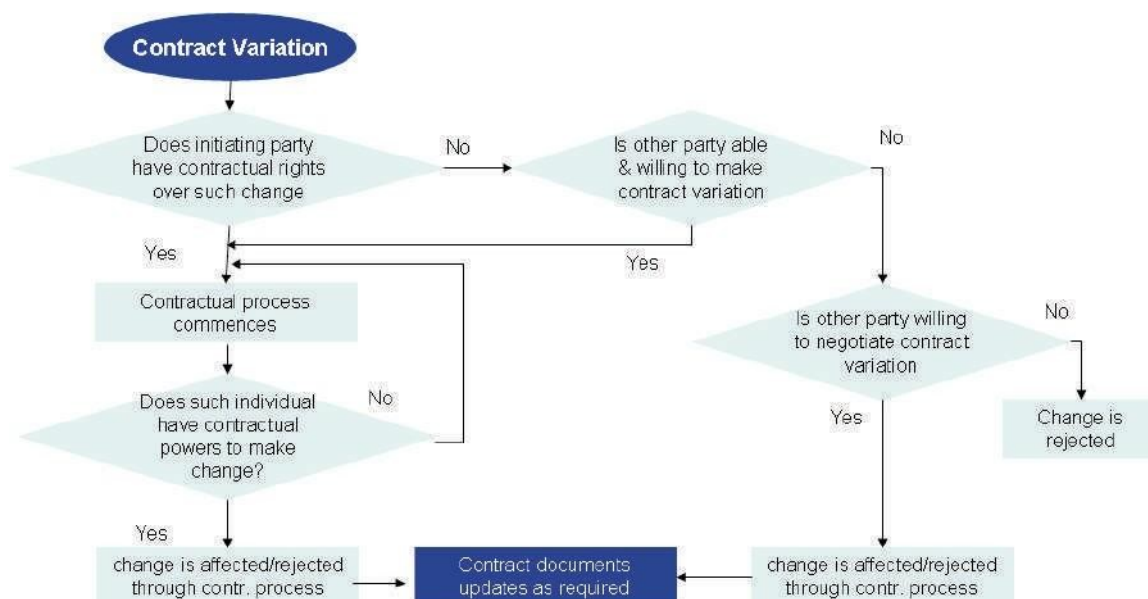 Contract Variation
Does initiating party
have contractual rights
over such change
No
Is other party able
& willing to make
contract variation
No
Yes
Yes
Contractual process
commences
Is other party willing
to negotiate contract
variation
No
Does such individual
have contractual
powers to make
change?
No
Yes
Change is
rejected
Yes
change is affected/rejected
through contr. process
Contract documents
updates as required
change is affected/rejected
through contr. process